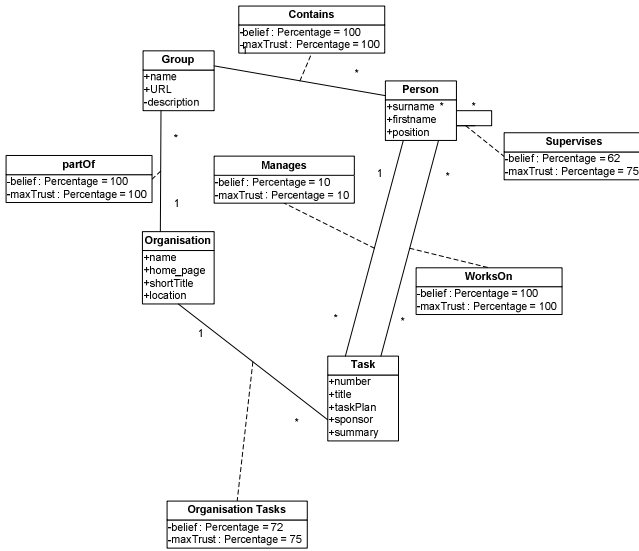 Contains
-belief : Percentage = 100
-maxTrust : Percentage = 100
1
Group
+name
+URL
-description
*
Person
+surname
+firstname
+position
*
*
Supervises
-belief : Percentage = 62
-maxTrust : Percentage = 75
*
partOf
-belief : Percentage = 100
-maxTrust : Percentage = 100
Manages
-belief : Percentage = 10
-maxTrust : Percentage = 10
1
*
1
Organisation
+name
+home_page
+shortTitle
+location
WorksOn
-belief : Percentage = 100
-maxTrust : Percentage = 100
*
*
1
Task
+number
+title
+taskPlan
+sponsor
+summary
*
Organisation Tasks
-belief : Percentage = 72
-maxTrust : Percentage = 75